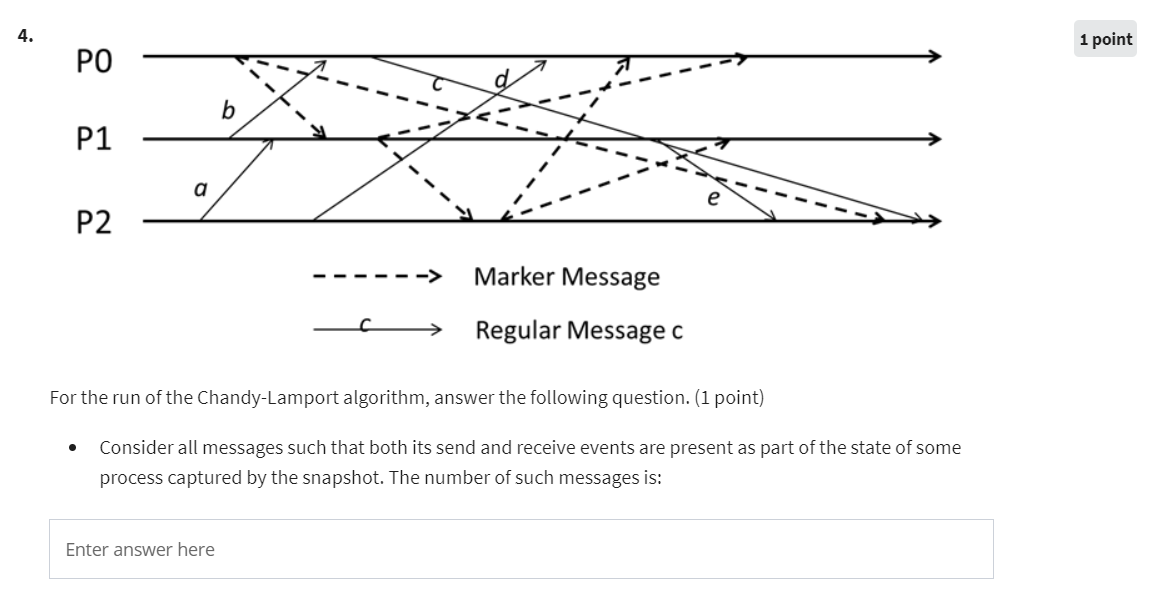 4.
1 point
P0
c
d
b
P1
a
e
P2
Marker Message
c
Regular Message c
For the run of the Chandy-Lamport algorithm, answer the following question. (1 point)
• Consider all messages such that both its send and receive events are present as part of the state of some
process captured by the snapshot. The number of such messages is:
Enter answer here